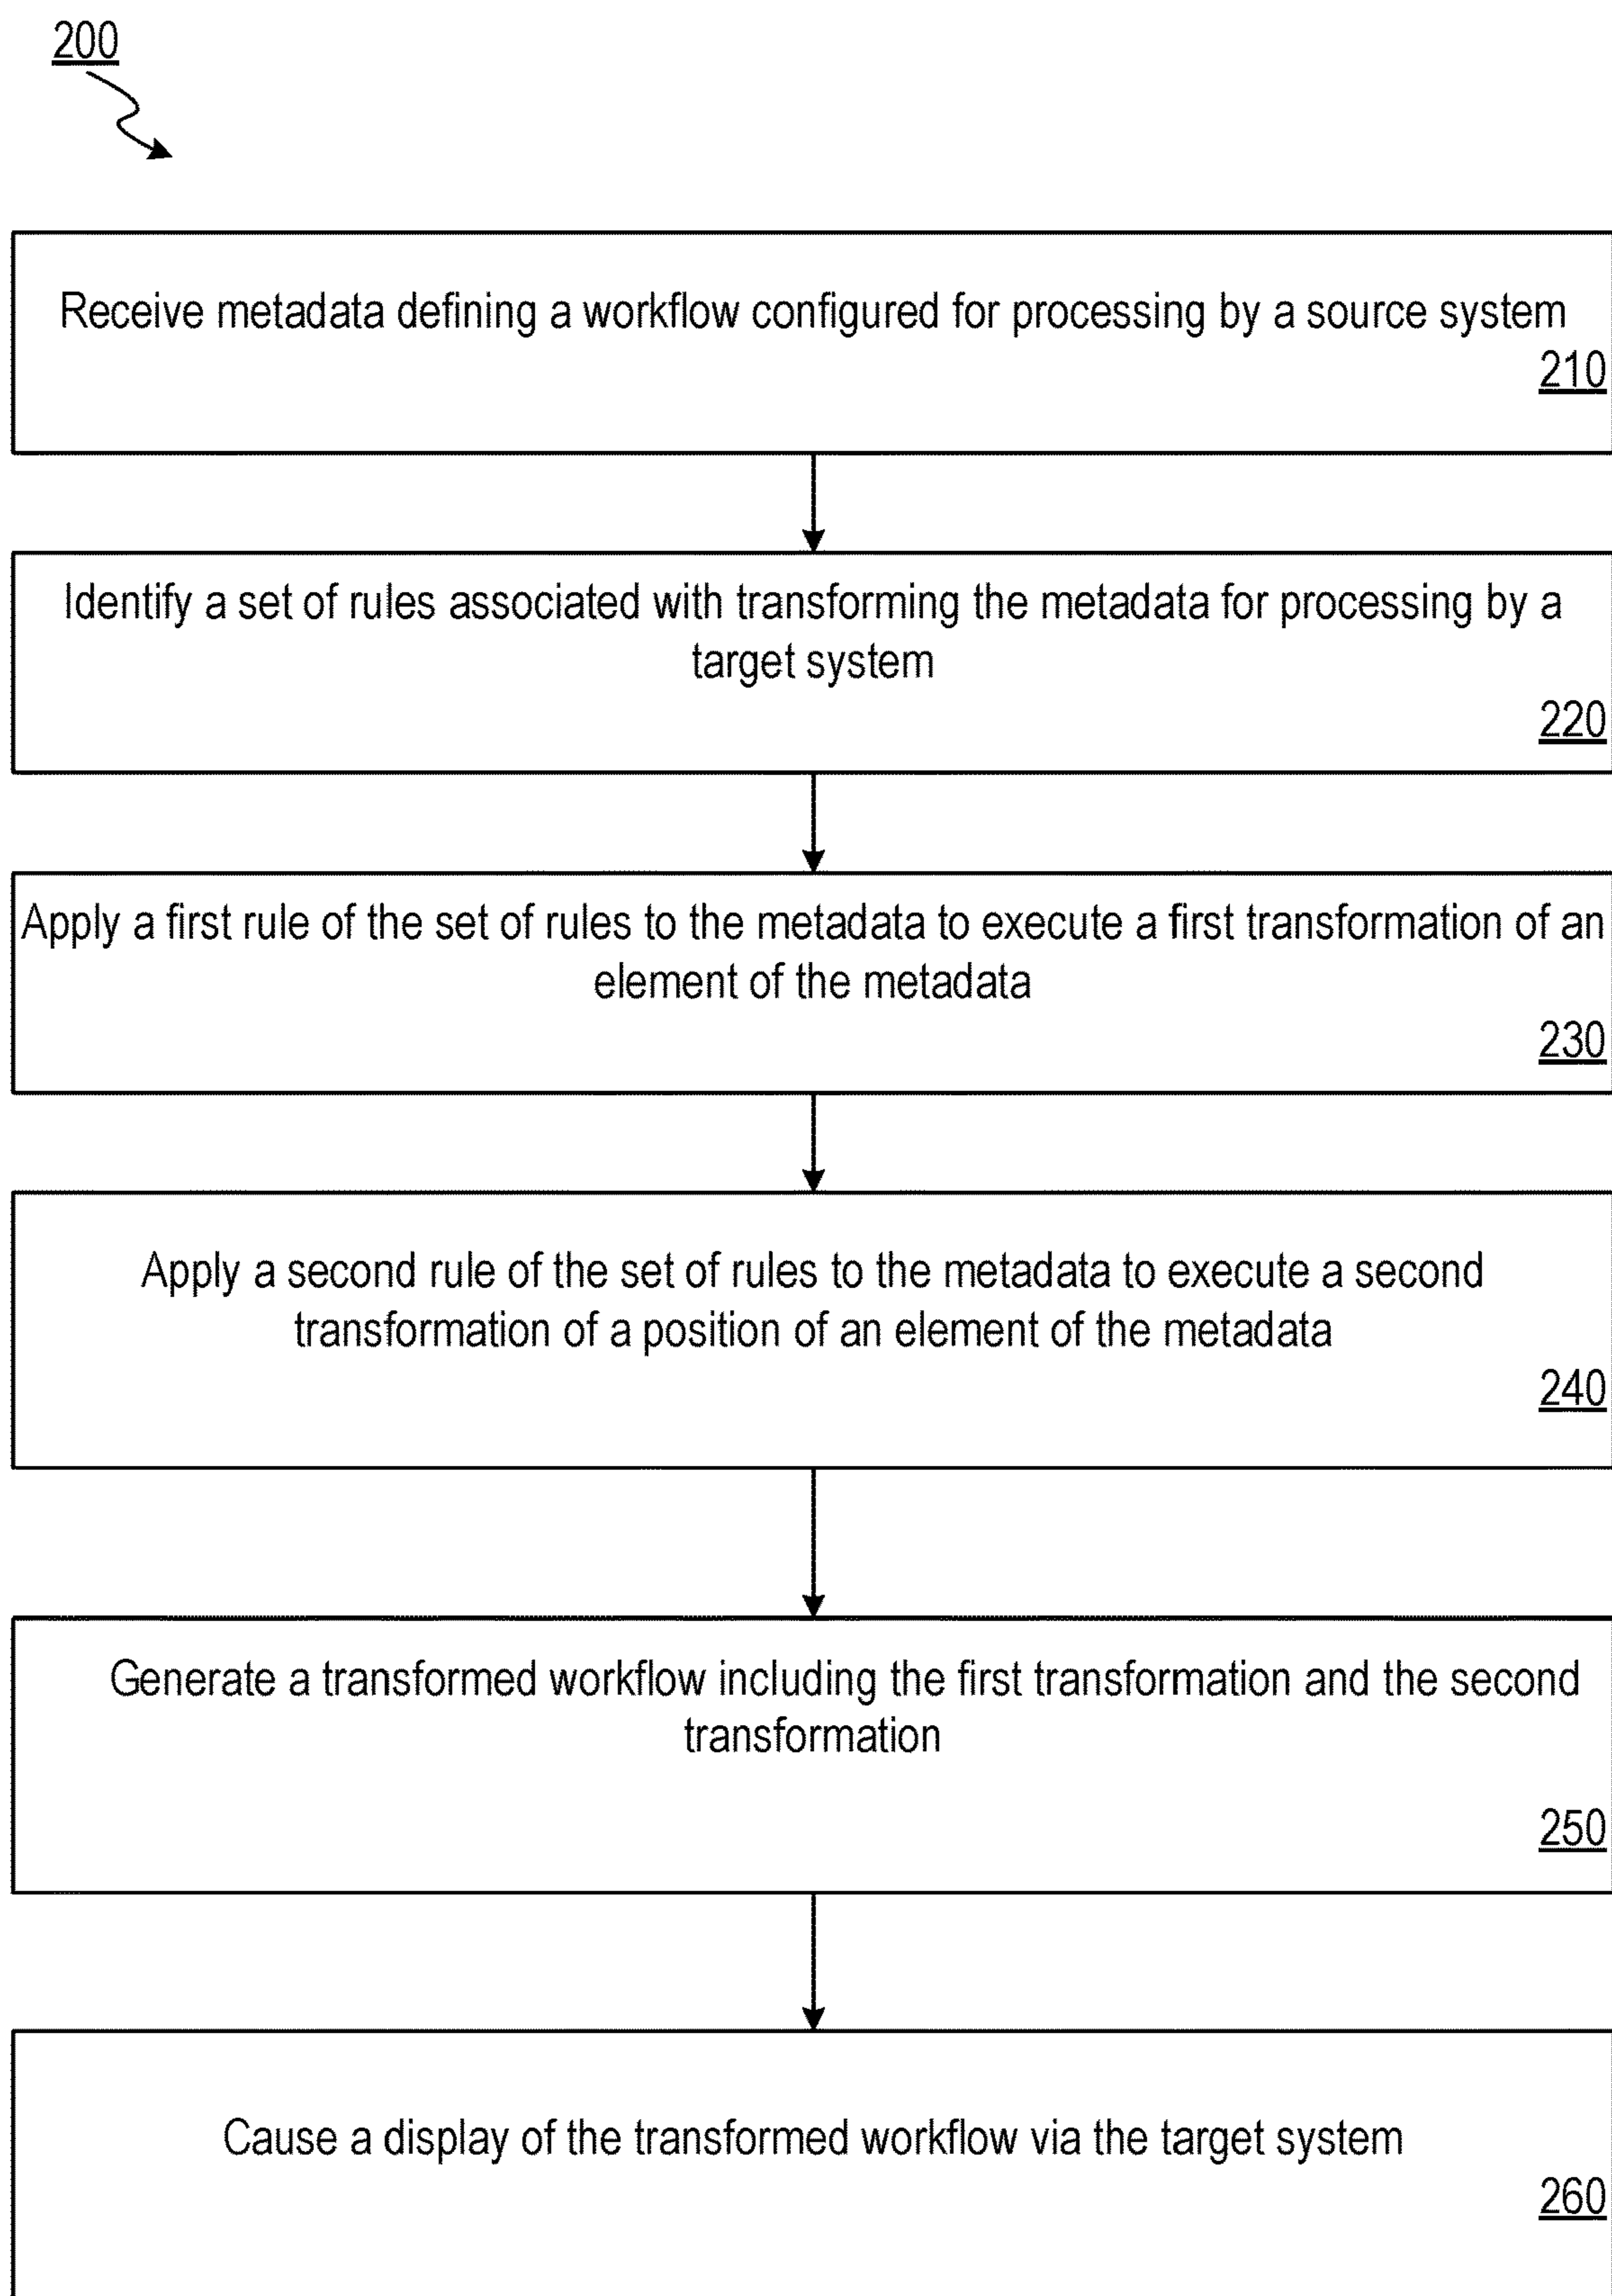 200
Receive metadata defining a workflow configured for processing by a source system
210
Identify a set of rules associated with transforming the metadata for processing by a
target system
220
Apply a first rule of the set of rules to the metadata to execute a first transformation of an
element of the metadata
230
Apply a second rule of the set of rules to the metadata to execute a second
transformation of a position of an element of the metadata
240
Generate a transformed workflow including the first transformation and the second
transformation
250
Cause a display of the transformed workflow via the target system
260